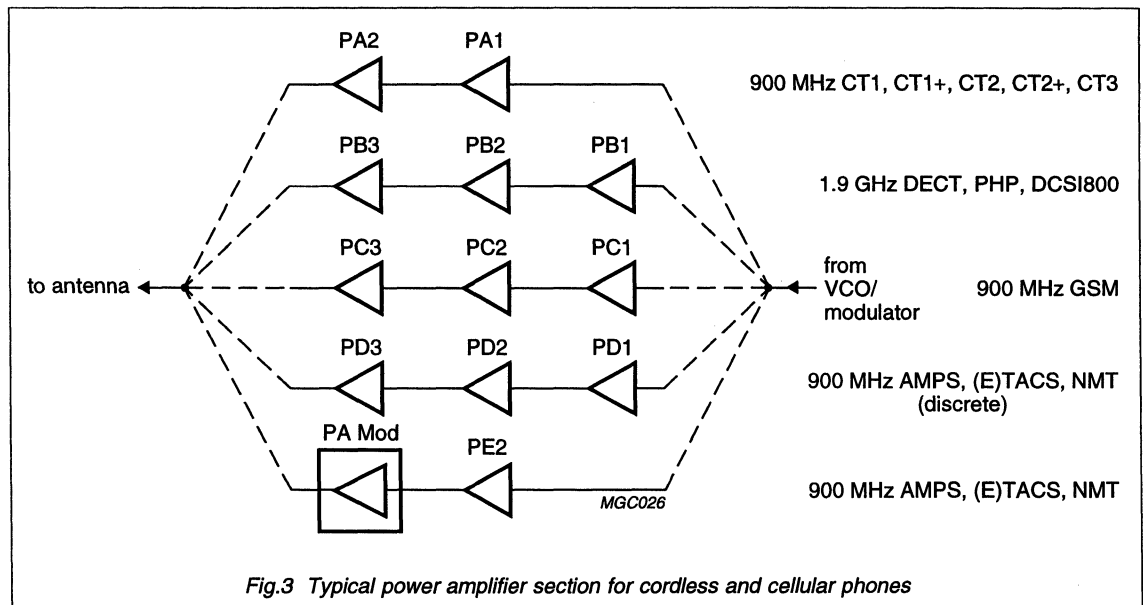 PA2 PA1
900 MHz CT1, CT1+, CT2, CT2+, CT3
PB3 PB2 PB1
1.9 GHz DECT, PHP, DCSI800
PC3 PC2 PC1
to antenna
from
VCO/
modulator
900 MHz GSM
PD3 PD2 PD1
900 MHz AMPS, (E)TACS, NMT
(discrete)
PA Mod PE2
MGC026
900 MHz AMPS, (E)TACS, NMT
Fig.3 Typical power amplifier section for cordless and cellular phones